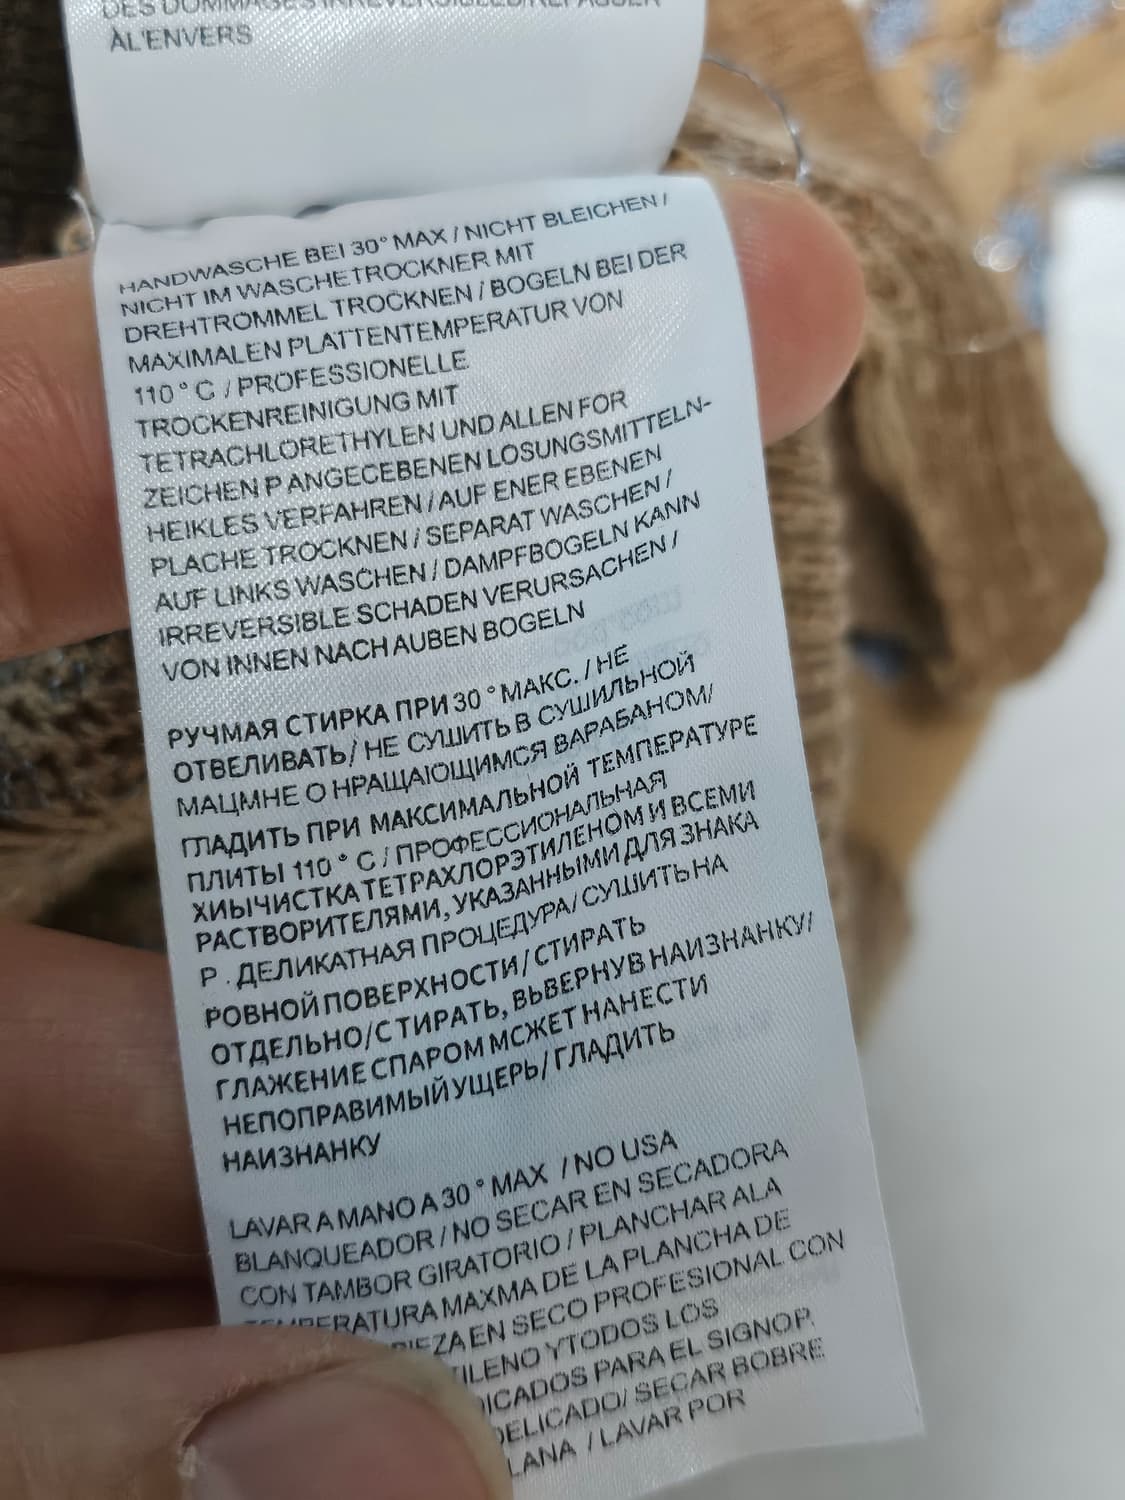 DES DOMMAGES IRREVERSIBLED/REPASSER
ÀL'ENVERS
HANDWASCHE BEI 30° MAX / NICHT BLEICHEN /
NICHT IM WASCHETROCKNER MIT
DREHTROMMEL TROCKNEN / BOGELN BEI DER
MAXIMALEN PLATTENTEMPERATUR VON
110 ° C / PROFESSIONELLE
TROCKENREINIGUNG MIT
TETRACHLORETHYLEN UND ALLEN FOR
ZEICHEN P ANGECEBENEN LOSUNGSMITTELN-
HEIKLES VERFAHREN / AUF ENER EBENEN
PLACHE TROCKNEN / SEPARAT WASCHEN /
AUF LINKS WASCHEN / DAMPFBOGELN KANN
IRREVERSIBLE SCHADEN VERURSACHEN /
VON INNEN NACH AUBEN BOGELN
РУЧМАЯ СТИРКА ПРИ 30 ° МАКС. / НЕ
ОТВЕЛИВАТЬ / НЕ СУШИТЬ В СУШИЛЬНОЙ
МАЦМНЕ О НРАЩАЮЩИМСЯ ВАРАБАНОМ/
ГЛАДИТЬ ПРИ МАКСИМАЛЬНОЙ ТЕМПЕРАТУРЕ
ПЛИТЫ 110 ° C / ПРОФЕССИОНАЛЬНАЯ
ХИЫЧИСТКА ТЕТРАХЛОРЭТИЛЕНОМ И ВСЕМИ
РАСТВОРИТЕЛЯМИ, УКАЗАННЫМИ ДЛЯ ЗНАКА
Р . ДЕЛИКАТНАЯ ПРОЦЕДУРА/ СУШИТЬ НА
РОВНОЙ ПОВЕРХНОСТИ / СТИРАТЬ
ОТДЕЛЬНО/С ТИРАТЬ, ВЬВЕРНУВ НАИЗНАНКУ/
ГЛАЖЕНИЕ СПАРОМ МСЖЕТ НАНЕСТИ
НЕПОПРАВИМЫЙ УЩЕРЬ/ ГЛАДИТЬ
НАИЗНАНКУ
LAVAR A MANO A 30 ° MAX / NO USA
BLANQUEADOR / NO SECAR EN SECADORA
CON TAMBOR GIRATORIO / PLANCHAR ALA
TEMPERATURA MAXMA DE LA PLANCHA DE
EN SECO PROFESIONAL CON
YTODOS LOS
PARA EL SIGNOP.
DELICADO/ SECAR BOBRE
LANA / LAVAR POR